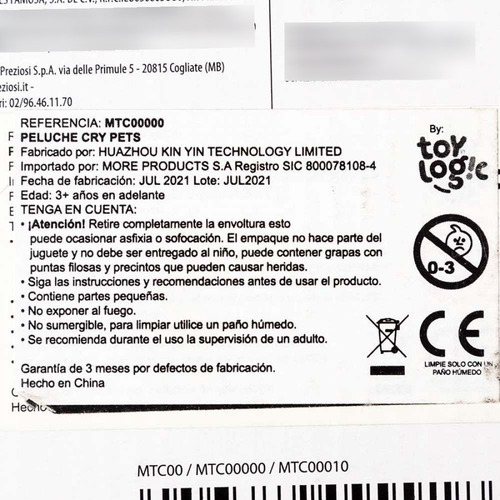 Preziosi S.p.A. via delle Primule 5 - 20815 Cogliate (MB)
eziosi.it -
ri: 02/96.46.11.70
REFERENCIA: MTC00000
PELUCHE CRY PETS
Fabricado por: HUAZHOU KIN YIN TECHNOLOGY LIMITED
Importado por: MORE PRODUCTS S.A Registro SIC 800078108-4
Fecha de fabricación: JUL 2021 Lote: JUL2021
Edad: 3+ años en adelante
TENGA EN CUENTA:
• ¡Atención! Retire completamente la envoltura esto
puede ocasionar asfixia o sofocación. El empaque no hace parte del
juguete y no debe ser entregado al niño, puede contener grapas con
puntas filosas y precintos que pueden causar heridas.
• Siga las instrucciones y recomendaciones antes de usar el producto.
• Contiene partes pequeñas.
• No exponer al fuego.
• No sumergible, para limpiar utilice un paño húmedo.
• Se recomienda durante el uso la supervisión de un adulto.
Garantía de 3 meses por defectos de fabricación.
Hecho en China
Hecho
By:
toy
logic
0-3
CE
LIMPIE SOLO CON UN
PAÑO HÚMEDO
MTC00 / MTC00000 / MTC00010